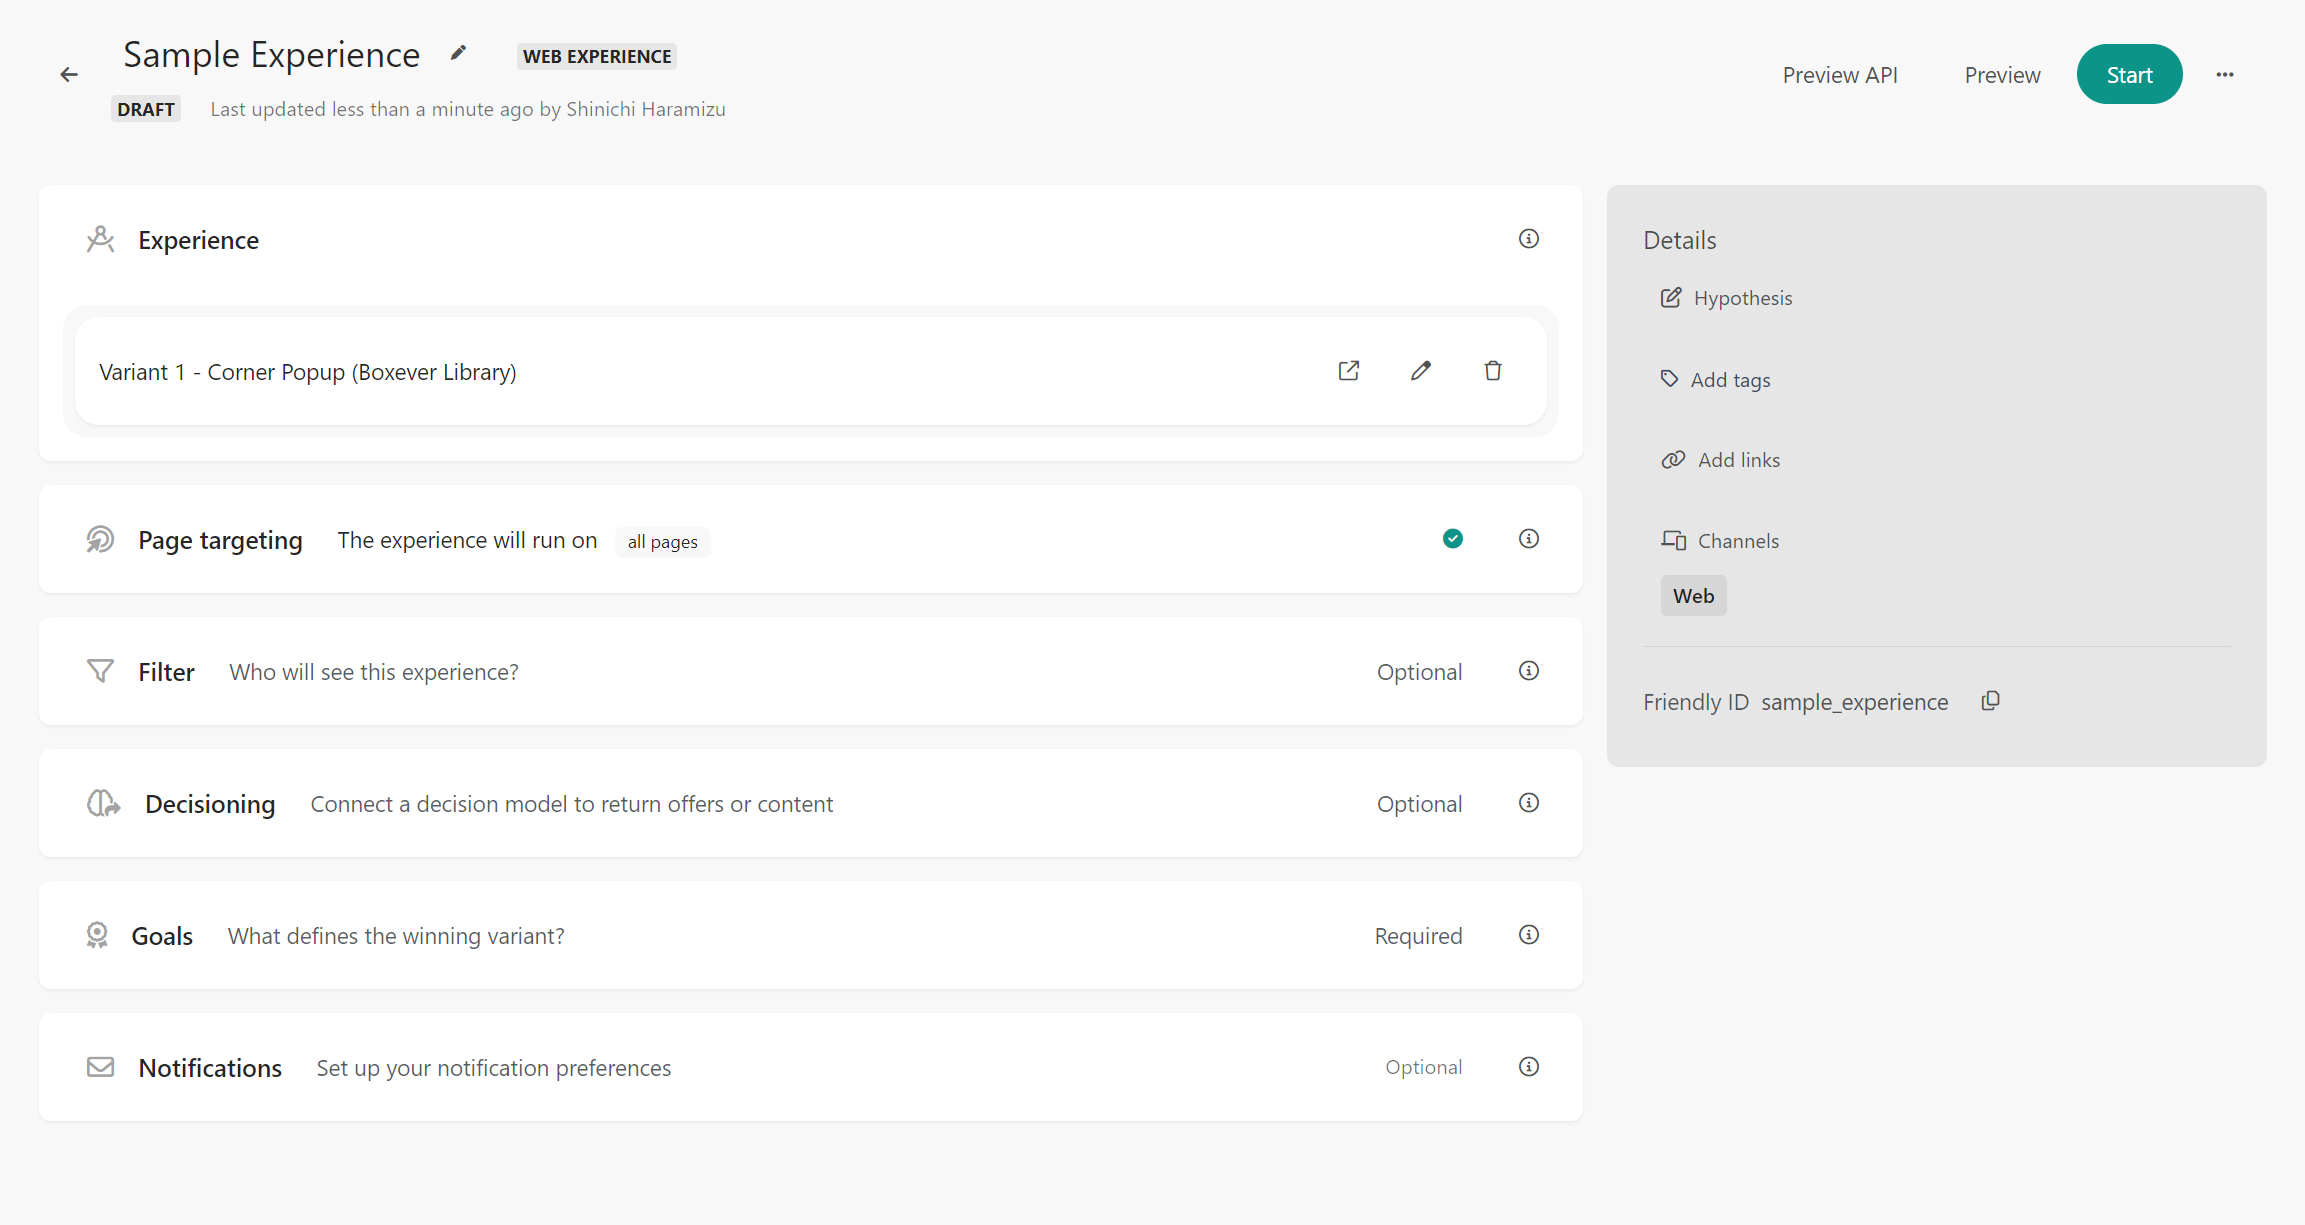 Sample Experience WEB EXPERIENCE
DRAFT Last updated less than a minute ago by Shinichi Haramizu
Preview API Preview Start
Experience
Variant 1 - Corner Popup (Boxever Library)
Page targeting The experience will run on all pages
Filter Who will see this experience? Optional
Decisioning Connect a decision model to return offers or content Optional
Goals What defines the winning variant? Required
Notifications Set up your notification preferences Optional
Details
Hypothesis
Add tags
Add links
Channels
Web
Friendly ID sample_experience